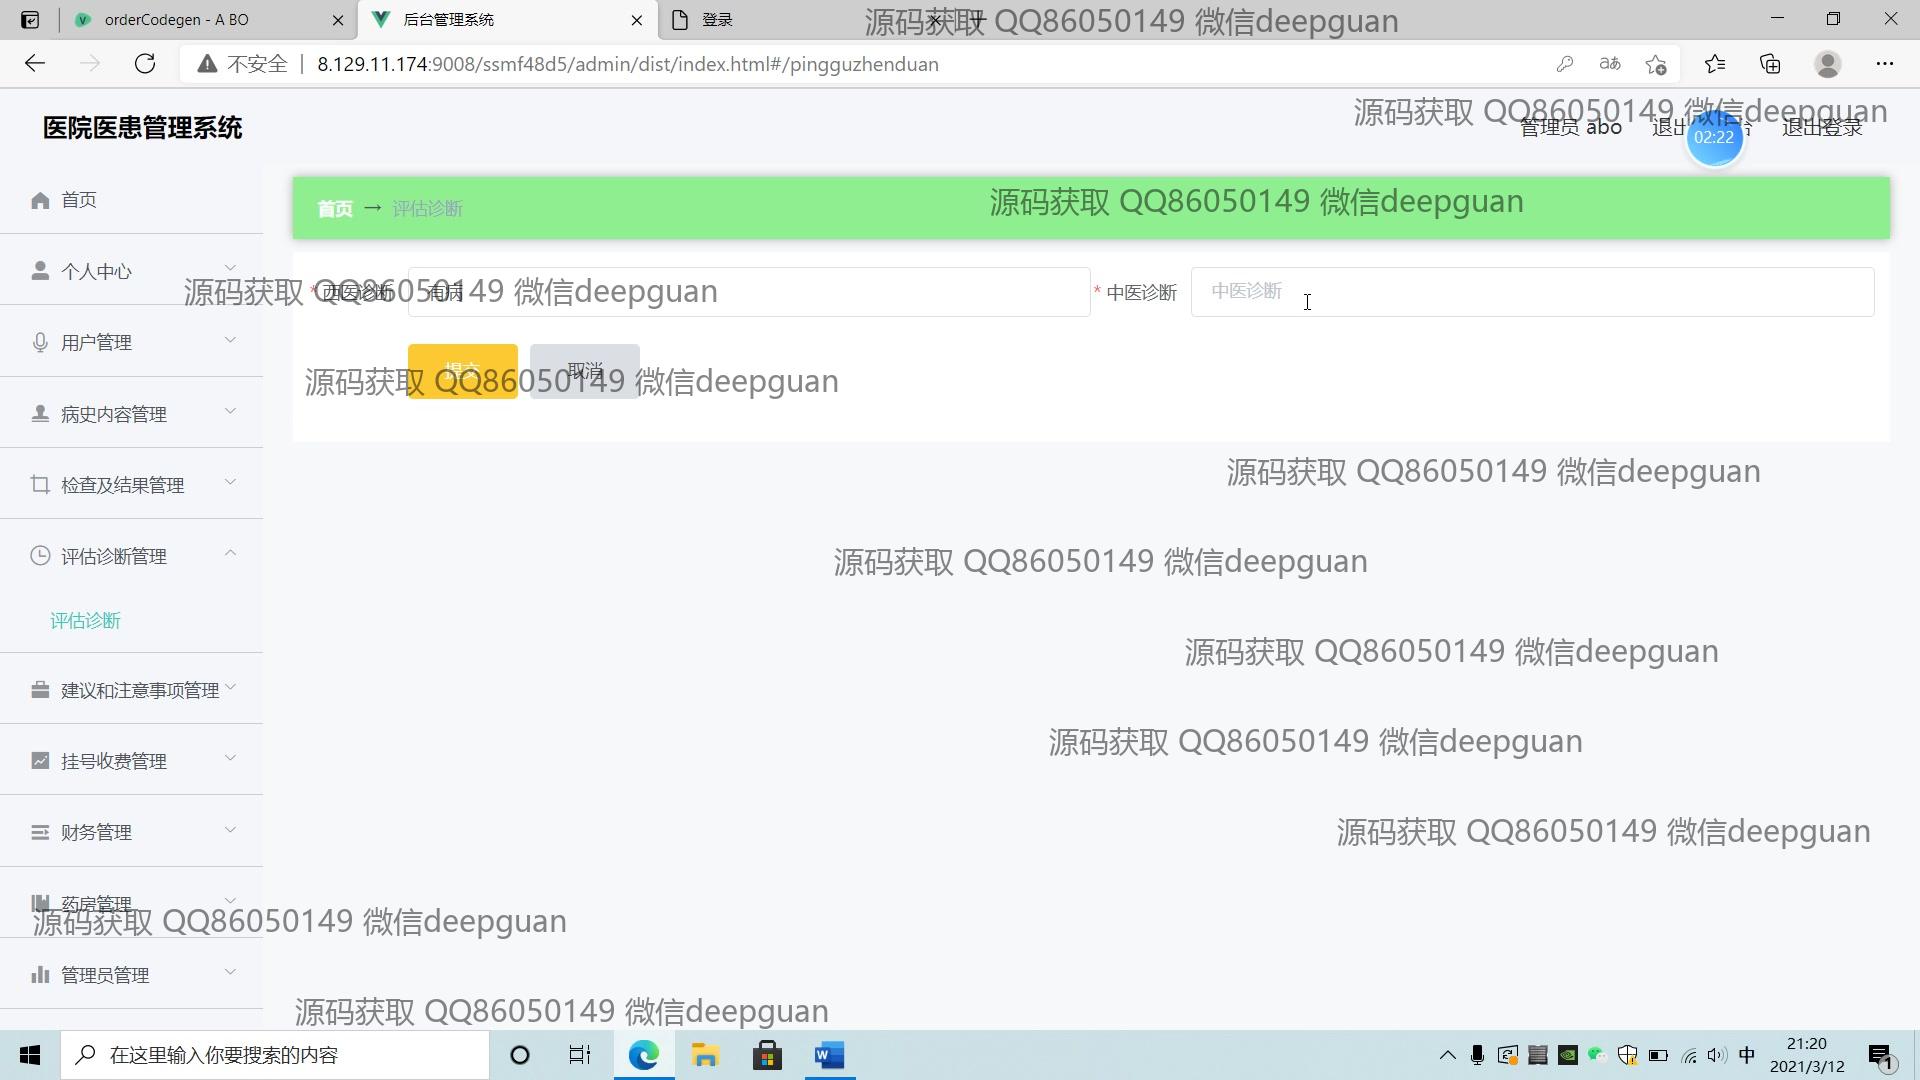 orderCodegen - A BO
后台管理系统
登录
源码获取 QQ86050149 微信deepguan
不安全
8.129.11.174:9008/ssmf48d5/admin/dist/index.html#/pingguzhenduan
源码获取 QQ86050149 微信deepguan
医院医患管理系统
管理员 abo
退出
02:22
退出登录
首页
首页 → 评估诊断
源码获取 QQ86050149 微信deepguan
个人中心
源码获取 QQ86050149 微信deepguan
* 西医诊断
有病
* 中医诊断
中医诊断
用户管理
提交
取消
源码获取 QQ86050149 微信deepguan
病史内容管理
检查及结果管理
源码获取 QQ86050149 微信deepguan
评估诊断管理
源码获取 QQ86050149 微信deepguan
评估诊断
源码获取 QQ86050149 微信deepguan
建议和注意事项管理
源码获取 QQ86050149 微信deepguan
挂号收费管理
财务管理
源码获取 QQ86050149 微信deepguan
药房管理
源码获取 QQ86050149 微信deepguan
管理员管理
源码获取 QQ86050149 微信deepguan
在这里输入你要搜索的内容
中
21:20
2021/3/12
1